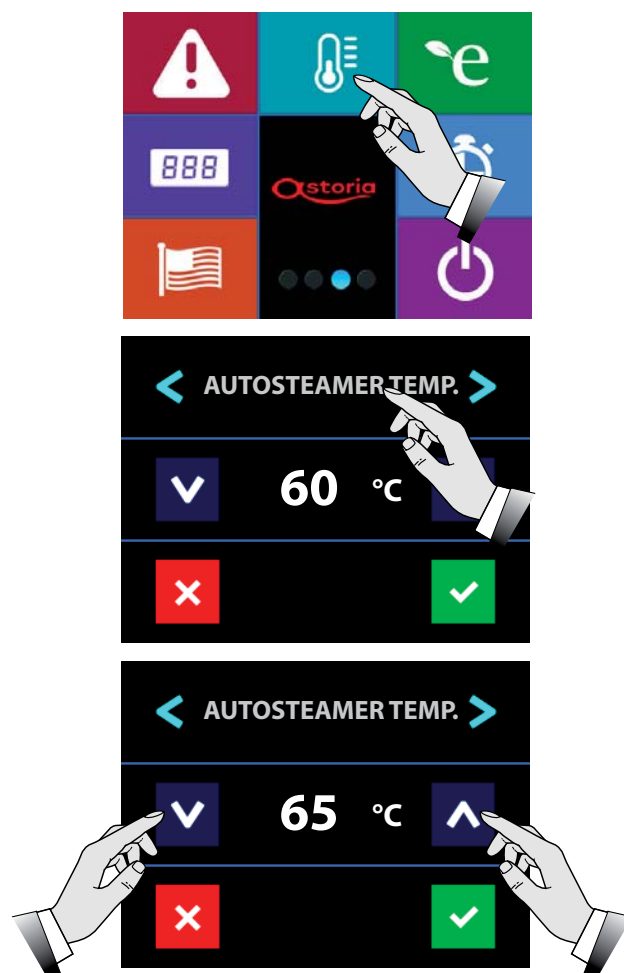 e
888
astoria
AUTOSTEAMER TEMP.
60 °C
AUTOSTEAMER TEMP.
65 °C